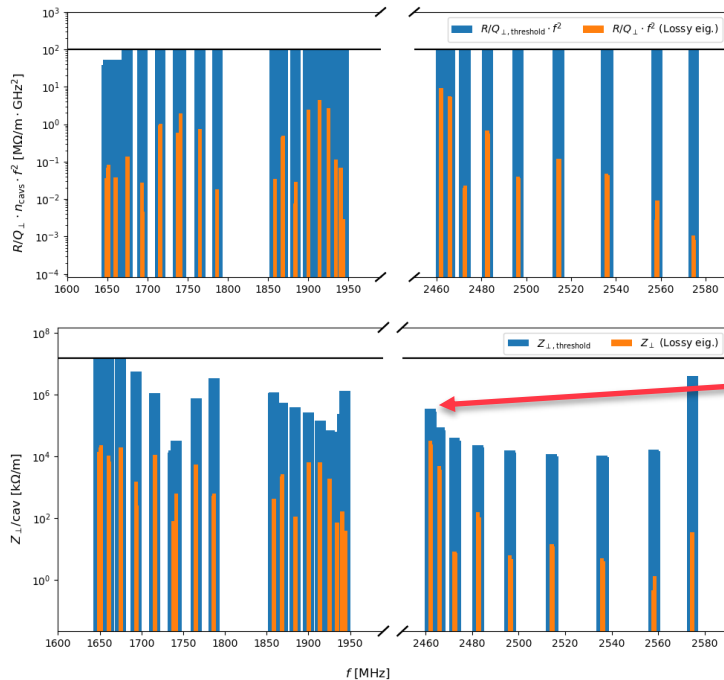 R/Q⊥,threshold · f² R/Q⊥ · f² (Lossy eig.)
R/Q⊥ · n_cavs · f² [MΩ/m · GHz²]
10³
10²
10¹
10⁰
10⁻¹
10⁻²
10⁻³
10⁻⁴
1600 1650 1700 1750 1800 1850 1900 1950 2460 2480 2500 2520 2540 2560 2580
Z⊥,threshold Z⊥ (Lossy eig.)
Z⊥/cav [kΩ/m]
10⁸
10⁶
10⁴
10²
10⁰
1600 1650 1700 1750 1800 1850 1900 1950 2460 2480 2500 2520 2540 2560 2580
f [MHz]